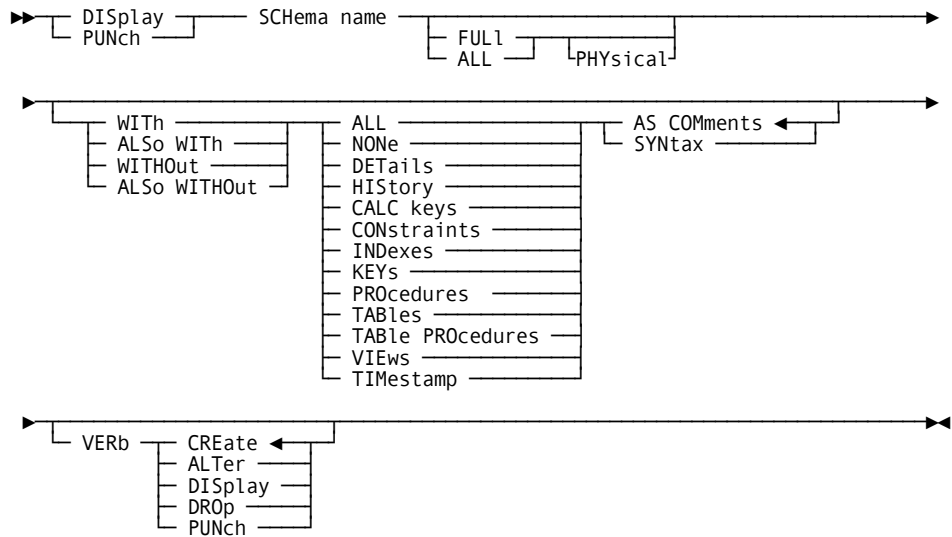 DISplay SCHema name
PUNch
FULl
ALL PHYsical
WITh ALL AS COMments
ALSo WITh NONe SYNtax
WITHOut DETails
ALSo WITHOut HIStory
CALC keys
CONstraints
INDexes
KEYs
PROcedures
TABles
TABle PROcedures
VIEws
TIMestamp
VERb CREate
ALTer
DISplay
DROp
PUNch